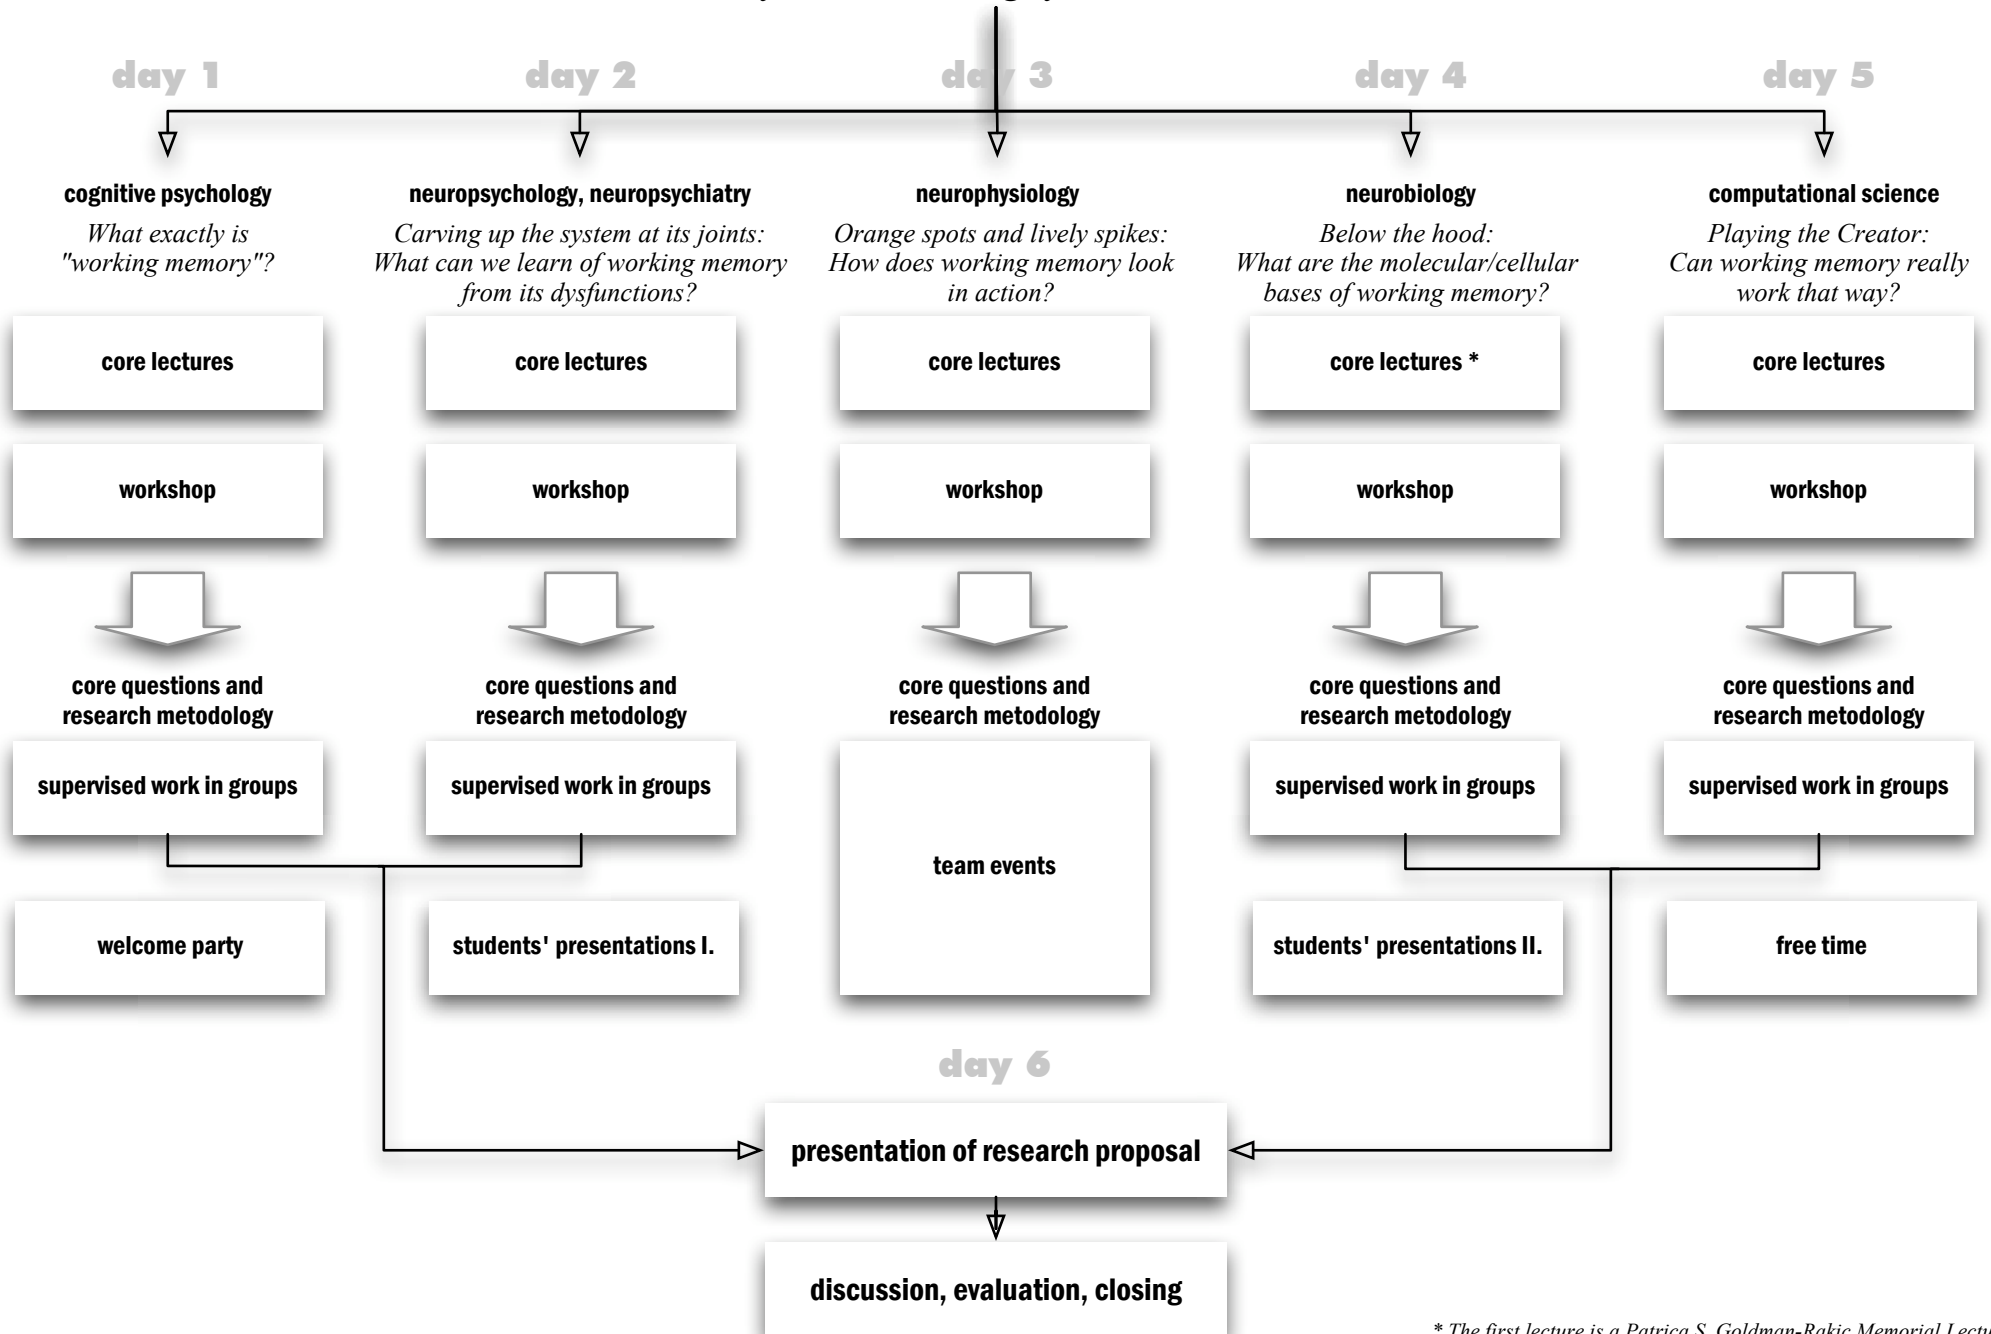 day 1
day 2
day 3
day 4
day 5
cognitive psychology
What exactly is
"working memory"?
neuropsychology, neuropsychiatry
Carving up the system at its joints:
What can we learn of working memory
from its dysfunctions?
neurophysiology
Orange spots and lively spikes:
How does working memory look
in action?
neurobiology
Below the hood:
What are the molecular/cellular
bases of working memory?
computational science
Playing the Creator:
Can working memory really
work that way?
core lectures
core lectures
core lectures
core lectures *
core lectures
workshop
workshop
workshop
workshop
workshop
core questions and
research metodology
core questions and
research metodology
core questions and
research metodology
core questions and
research metodology
core questions and
research metodology
supervised work in groups
supervised work in groups
team events
supervised work in groups
supervised work in groups
welcome party
students' presentations I.
students' presentations II.
free time
day 6
presentation of research proposal
discussion, evaluation, closing
* The first lecture is a Patrica S. Goldman-Rakic Memorial